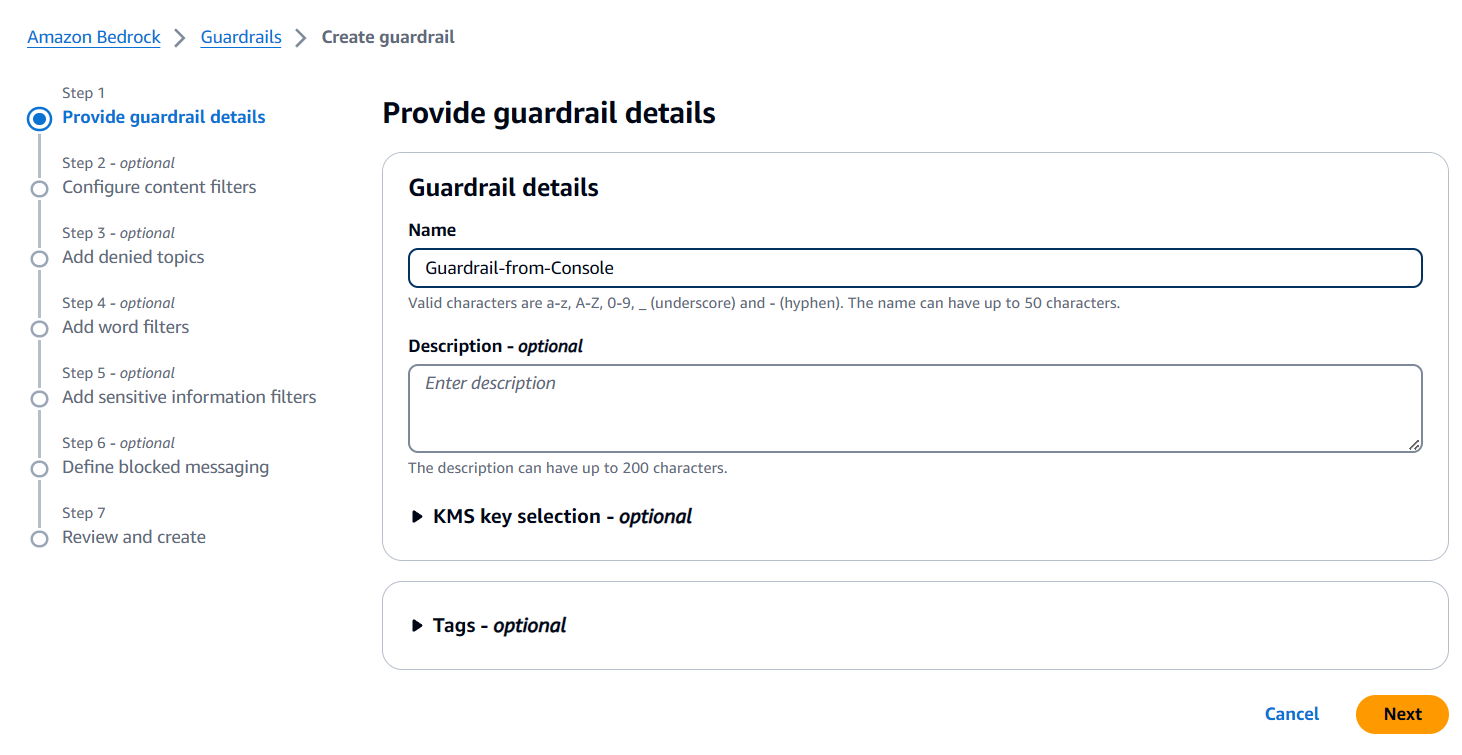 Amazon Bedrock > Guardrails > Create guardrail
Step 1
Provide guardrail details
Step 2 - optional
Configure content filters
Step 3 - optional
Add denied topics
Step 4 - optional
Add word filters
Step 5 - optional
Add sensitive information filters
Step 6 - optional
Define blocked messaging
Step 7
Review and create
Provide guardrail details
Guardrail details
Name
Guardrail-from-Console
Valid characters are a-z, A-Z, 0-9, _ (underscore) and - (hyphen). The name can have up to 50 characters.
Description - optional
Enter description
The description can have up to 200 characters.
KMS key selection - optional
Tags - optional
Cancel
Next